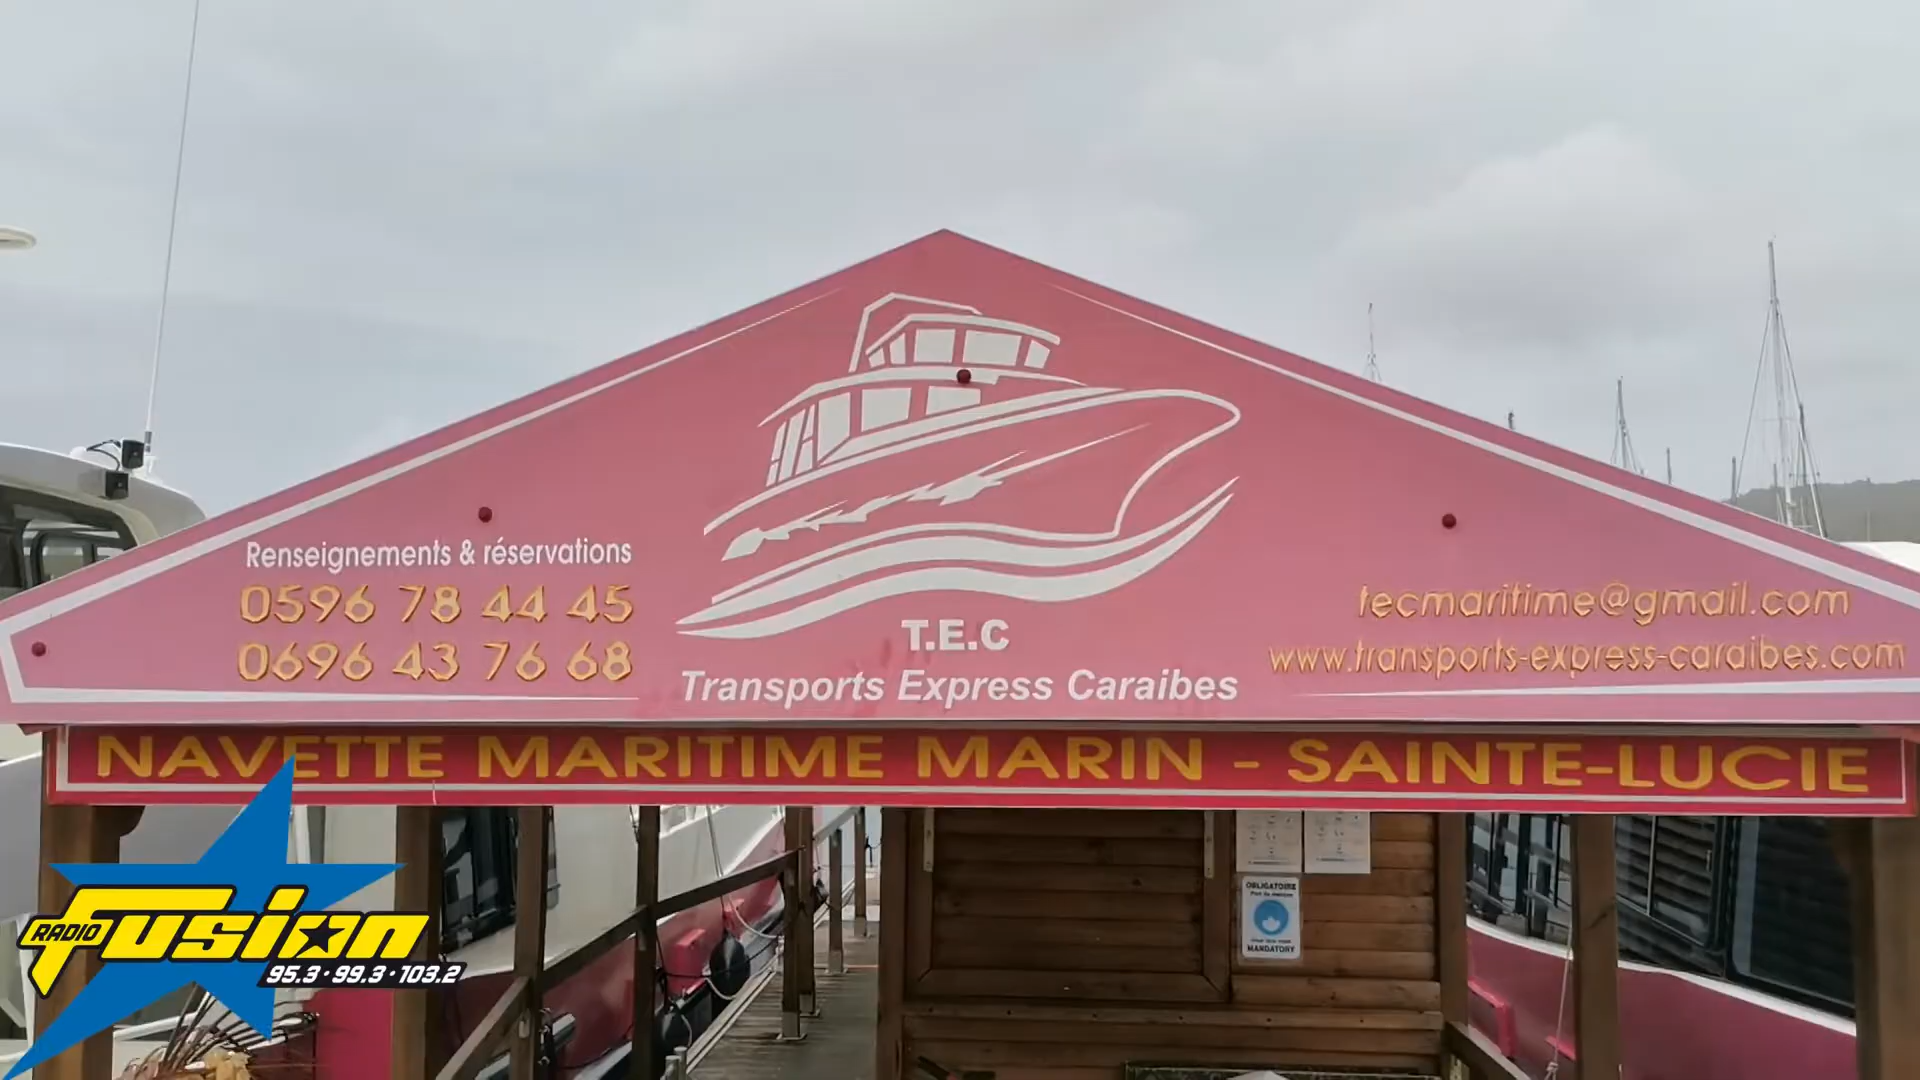 Renseignements & réservations
0596 78 44 45
0696 43 76 68
T.E.C
Transports Express Caraibes
tecmaritime@gmail.com
www.transports-express-caraibes.com
NAVETTE MARITIME MARIN - SAINTE-LUCIE
OBLIGATOIRE
MANDATORY
RADIO FUSION
95.3 • 99.3 • 103.2